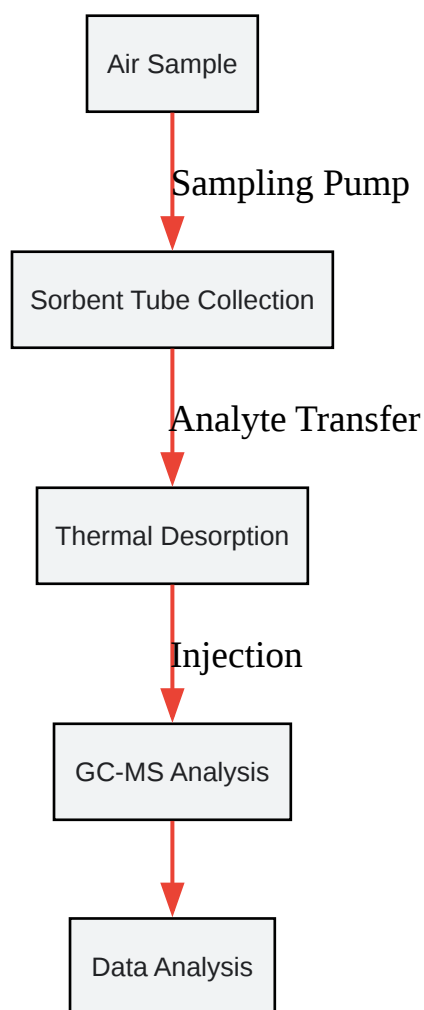 Air Sample
Sampling Pump
Sorbent Tube Collection
Analyte Transfer
Thermal Desorption
Injection
GC-MS Analysis
Data Analysis